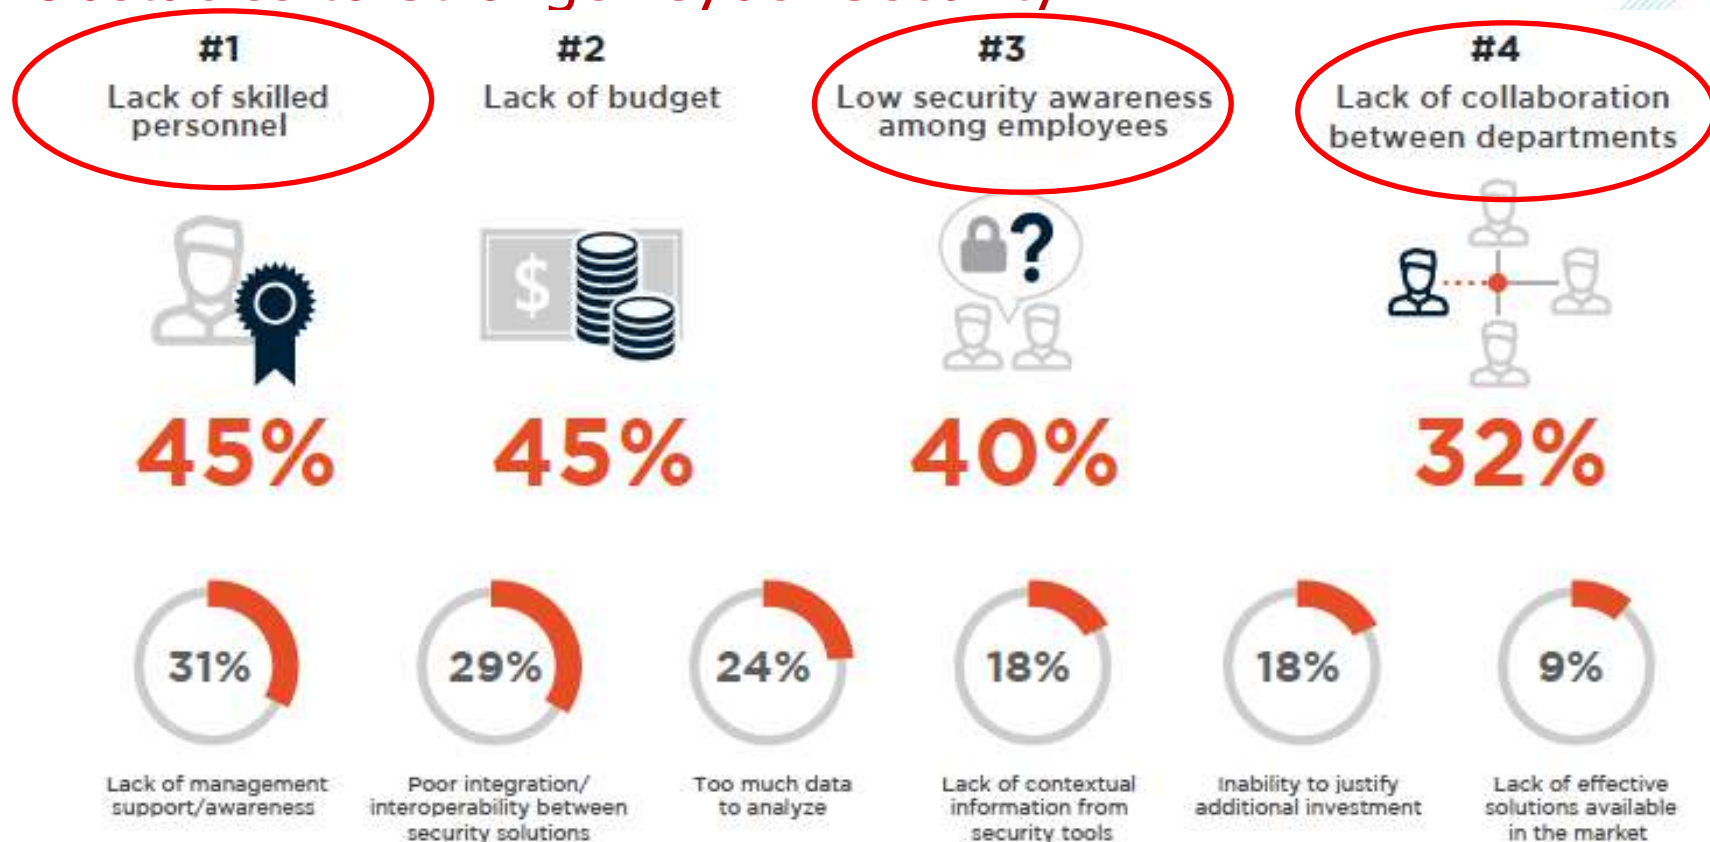 #1
Lack of skilled
personnel
#2
Lack of budget
#3
Low security awareness
among employees
#4
Lack of collaboration
between departments
$
?
45%
45%
40%
32%
31%
29%
24%
18%
18%
9%
Lack of management
support/awareness
Poor integration/
interoperability between
security solutions
Too much data
to analyze
Lack of contextual
information from
security tools
Inability to justify
additional investment
Lack of effective
solutions available
in the market